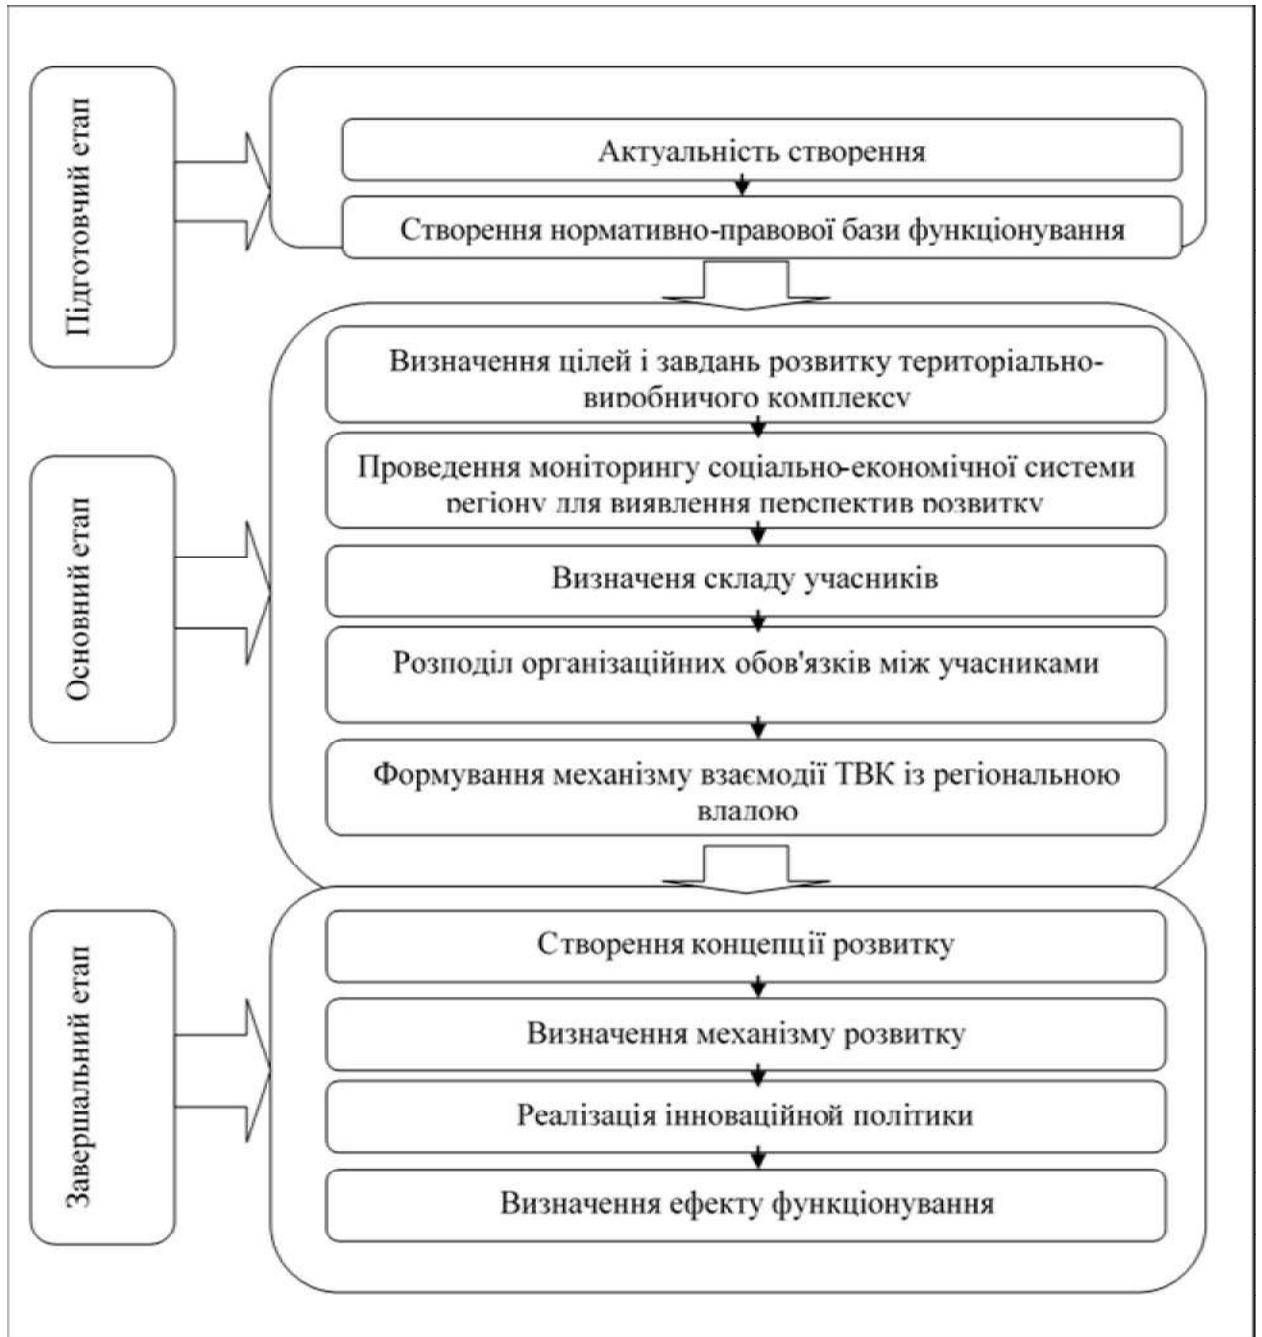 Підготовчий етап
Актуальність створення
Створення нормативно-правової бази функціонування
Основний етап
Визначення цілей і завдань розвитку територіально-
виробничого комплексу
Проведення моніторингу соціально-економічної системи
регіону для виявлення перспектив розвитку
Визначеня складу учасників
Розподіл організаційних обов'язків між учасниками
Формування механізму взаємодії ТВК із регіональною
владою
Завершальний етап
Створення концепції розвитку
Визначення механізму розвитку
Реалізація інноваційної політики
Визначення ефекту функціонування